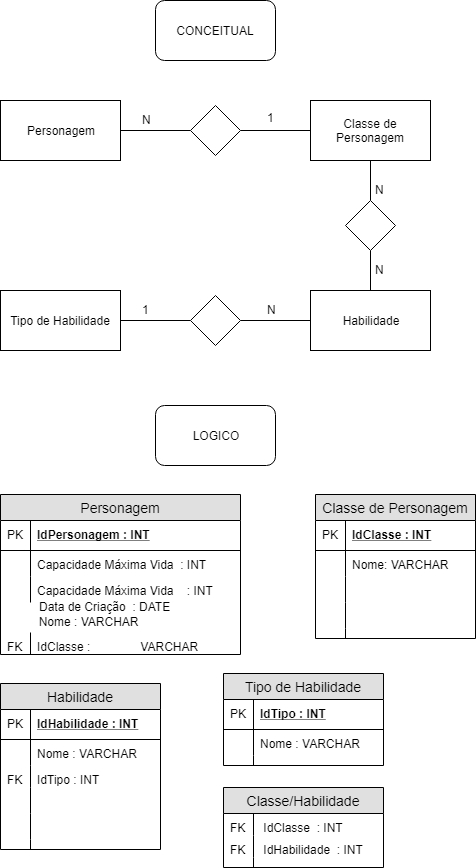 CONCEITUAL
Personagem
N
1
Classe de
Personagem
N
N
Tipo de Habilidade
1
N
Habilidade
LOGICO
Personagem
PK IdPersonagem : INT
Capacidade Máxima Vida : INT
Capacidade Máxima Vida : INT
Data de Criação : DATE
Nome : VARCHAR
FK IdClasse : VARCHAR
Classe de Personagem
PK IdClasse : INT
Nome: VARCHAR
Habilidade
PK IdHabilidade : INT
Nome : VARCHAR
FK IdTipo : INT
Tipo de Habilidade
PK IdTipo : INT
Nome : VARCHAR
Classe/Habilidade
FK IdClasse : INT
FK IdHabilidade : INT